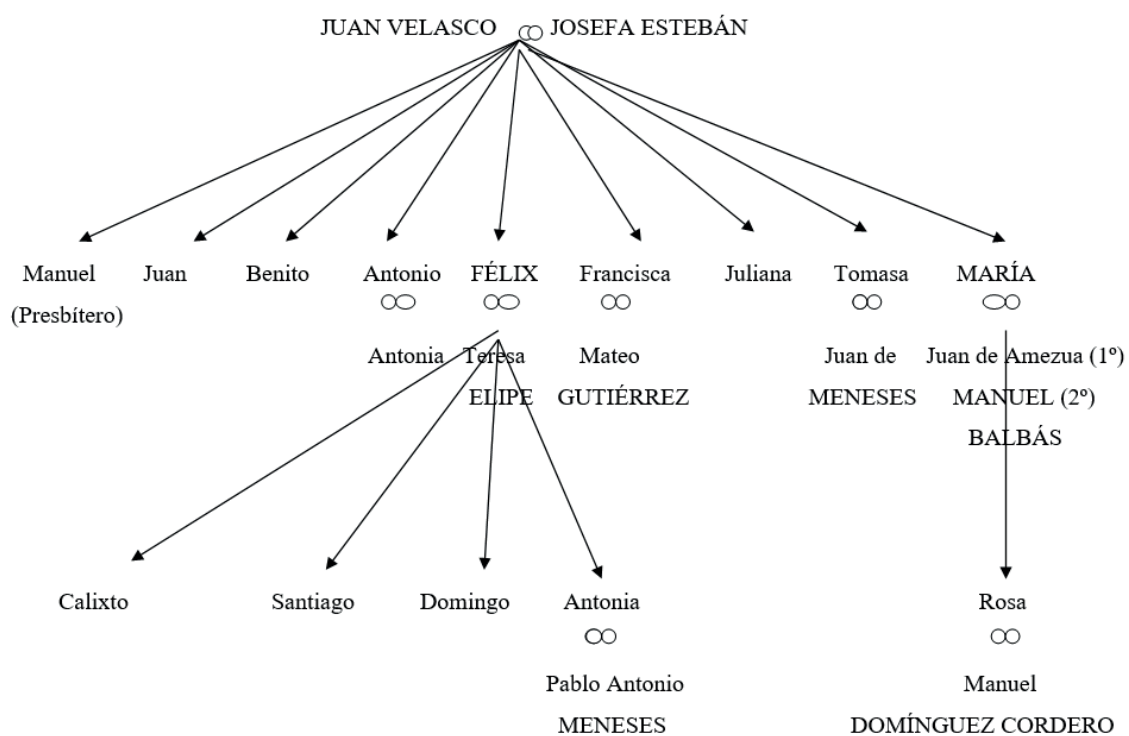 JUAN VELASCO JOSEFA ESTEBÁN
Manuel Juan Benito Antonio FÉLIX Francisca Juliana Tomasa MARÍA
(Presbítero)
Antonia Teresa Mateo Juan de Juan de Amezua (1º)
ELIPE GUTIÉRREZ MENESES MANUEL (2º)
BALBÁS
Calixto Santiago Domingo Antonia Rosa
Pablo Antonio Manuel
MENESES DOMÍNGUEZ CORDERO